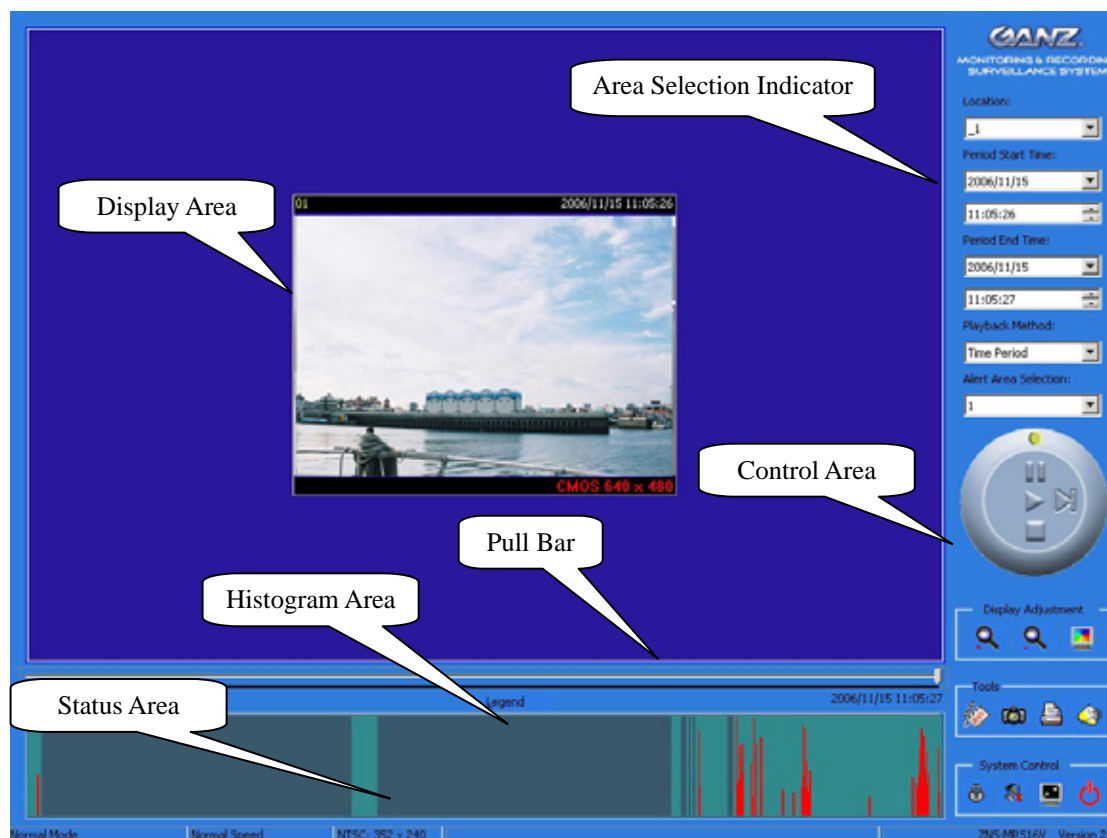 GANZ
MONITORING & RECORDING
SURVEILLANCE SYSTEM
Area Selection Indicator
Location:
_1
Period Start Time:
2006/11/15
11:05:26
Display Area
01
2006/11/15 11:05:26
Period End Time:
2006/11/15
11:05:27
Playback Method:
Time Period
Alert Area Selection:
1
Control Area
CMOS 640 x 480
Pull Bar
Histogram Area
Display Adjustment
Status Area
Legend
2006/11/15 11:05:27
Tools
System Control
Normal Mode
Normal Speed
NTSC: 352 x 240
ZNS-MRS16V Version